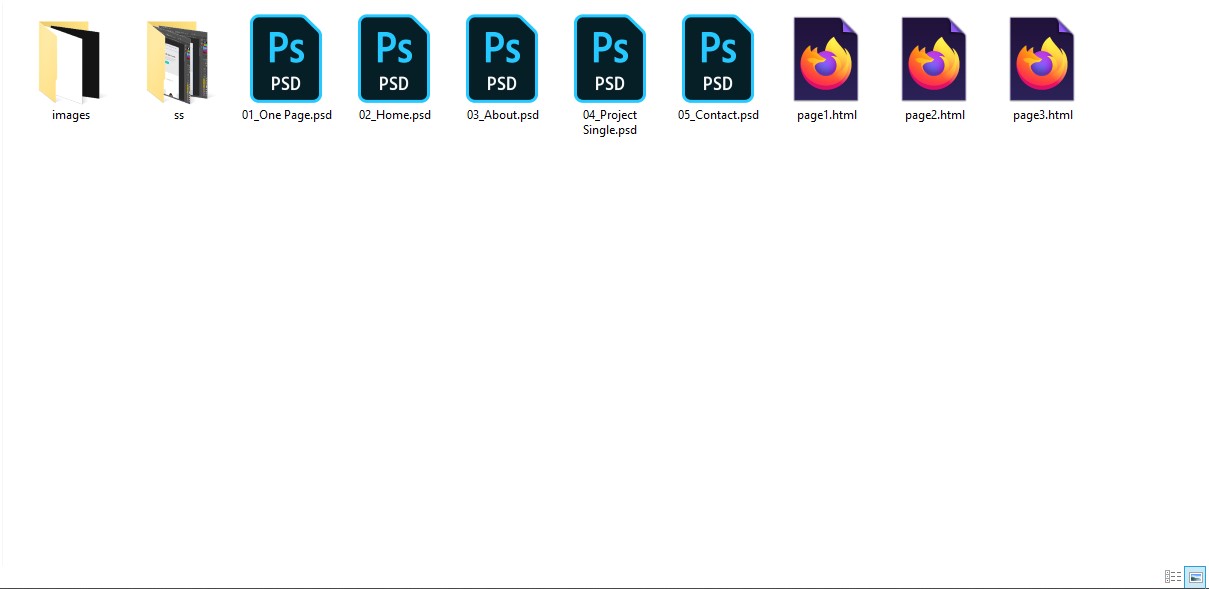 Ps
PSD
Ps
PSD
Ps
PSD
Ps
PSD
Ps
PSD
images
ss
01_One Page.psd
02_Home.psd
03_About.psd
04_Project
Single.psd
05_Contact.psd
page1.html
page2.html
page3.html